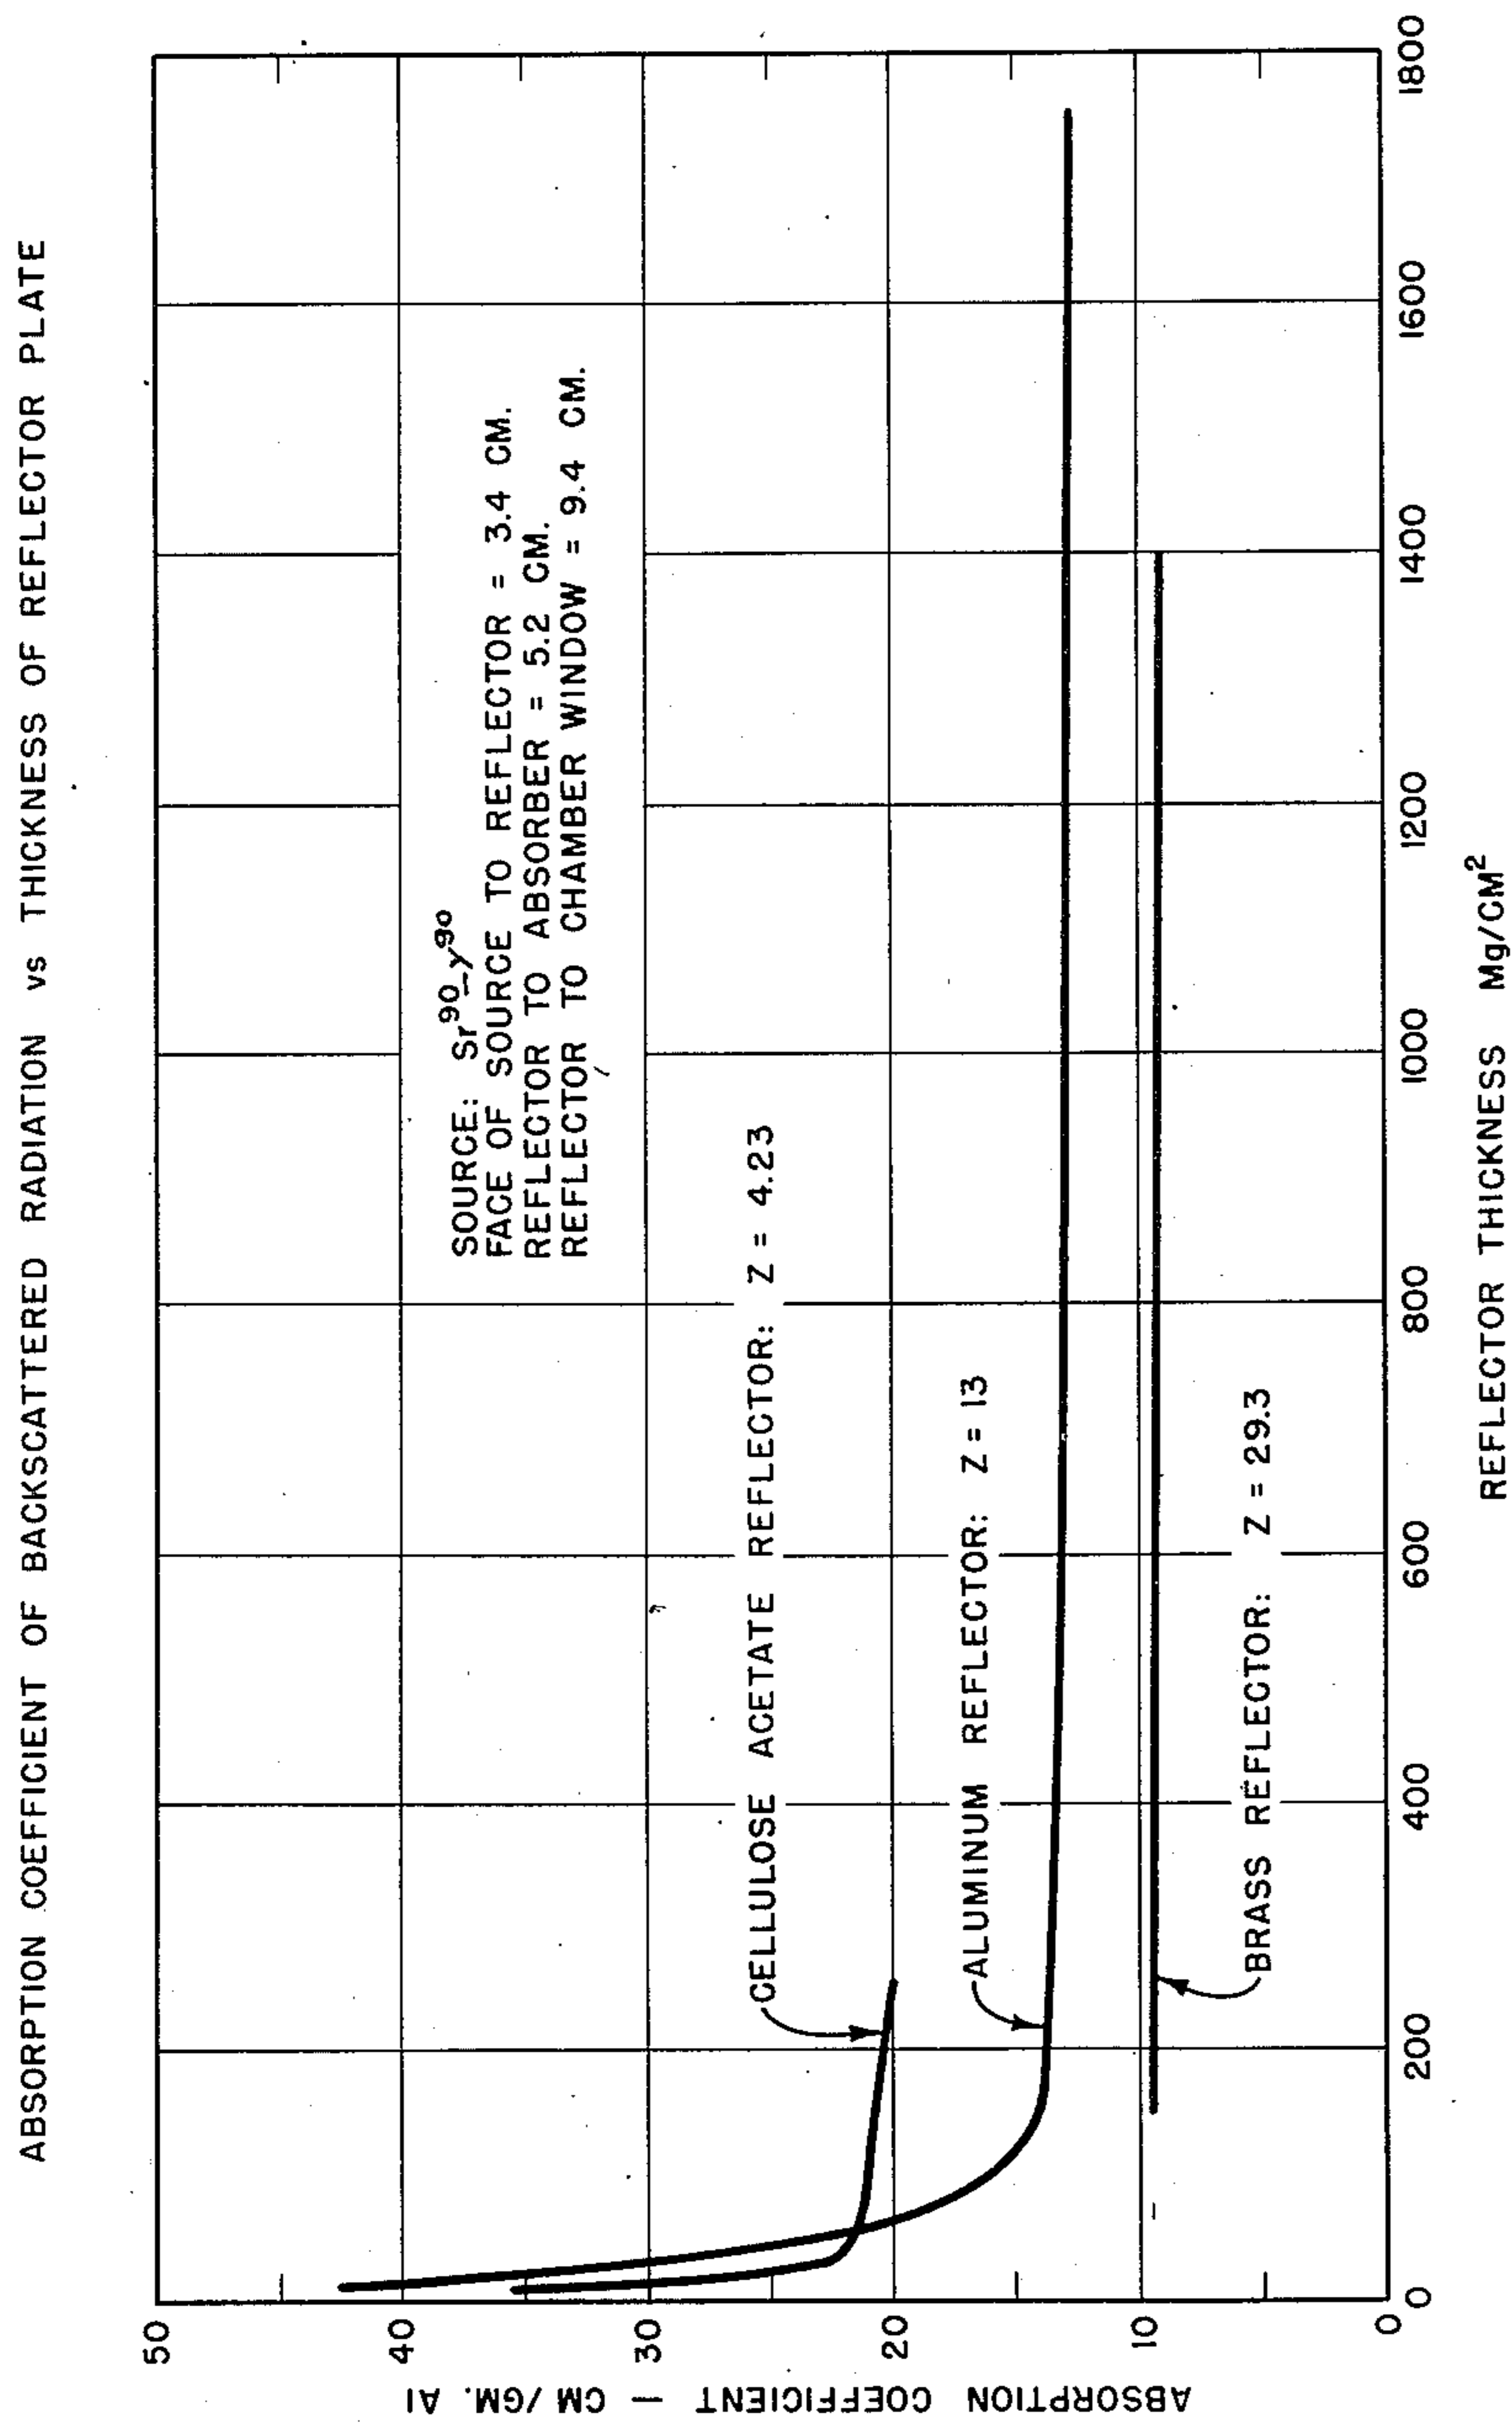 ABSORPTION COEFFICIENT OF BACKSCATTERED RADIATION vs THICKNESS OF REFLECTOR PLATE
SOURCE: Sr90-y90
FACE OF SOURCE TO REFLECTOR = 3.4 CM.
REFLECTOR TO ABSORBER = 5.2 CM.
REFLECTOR TO CHAMBER WINDOW = 9.4 CM.
CELLULOSE ACETATE REFLECTOR: Z = 4.23
ALUMINUM REFLECTOR: Z = 13
BRASS REFLECTOR: Z = 29.3
ABSORPTION COEFFICIENT — CM/GM. Al
50
40
30
20
10
0
0 200 400 600 800 1000 1200 1400 1600 1800
REFLECTOR THICKNESS Mg/CM2